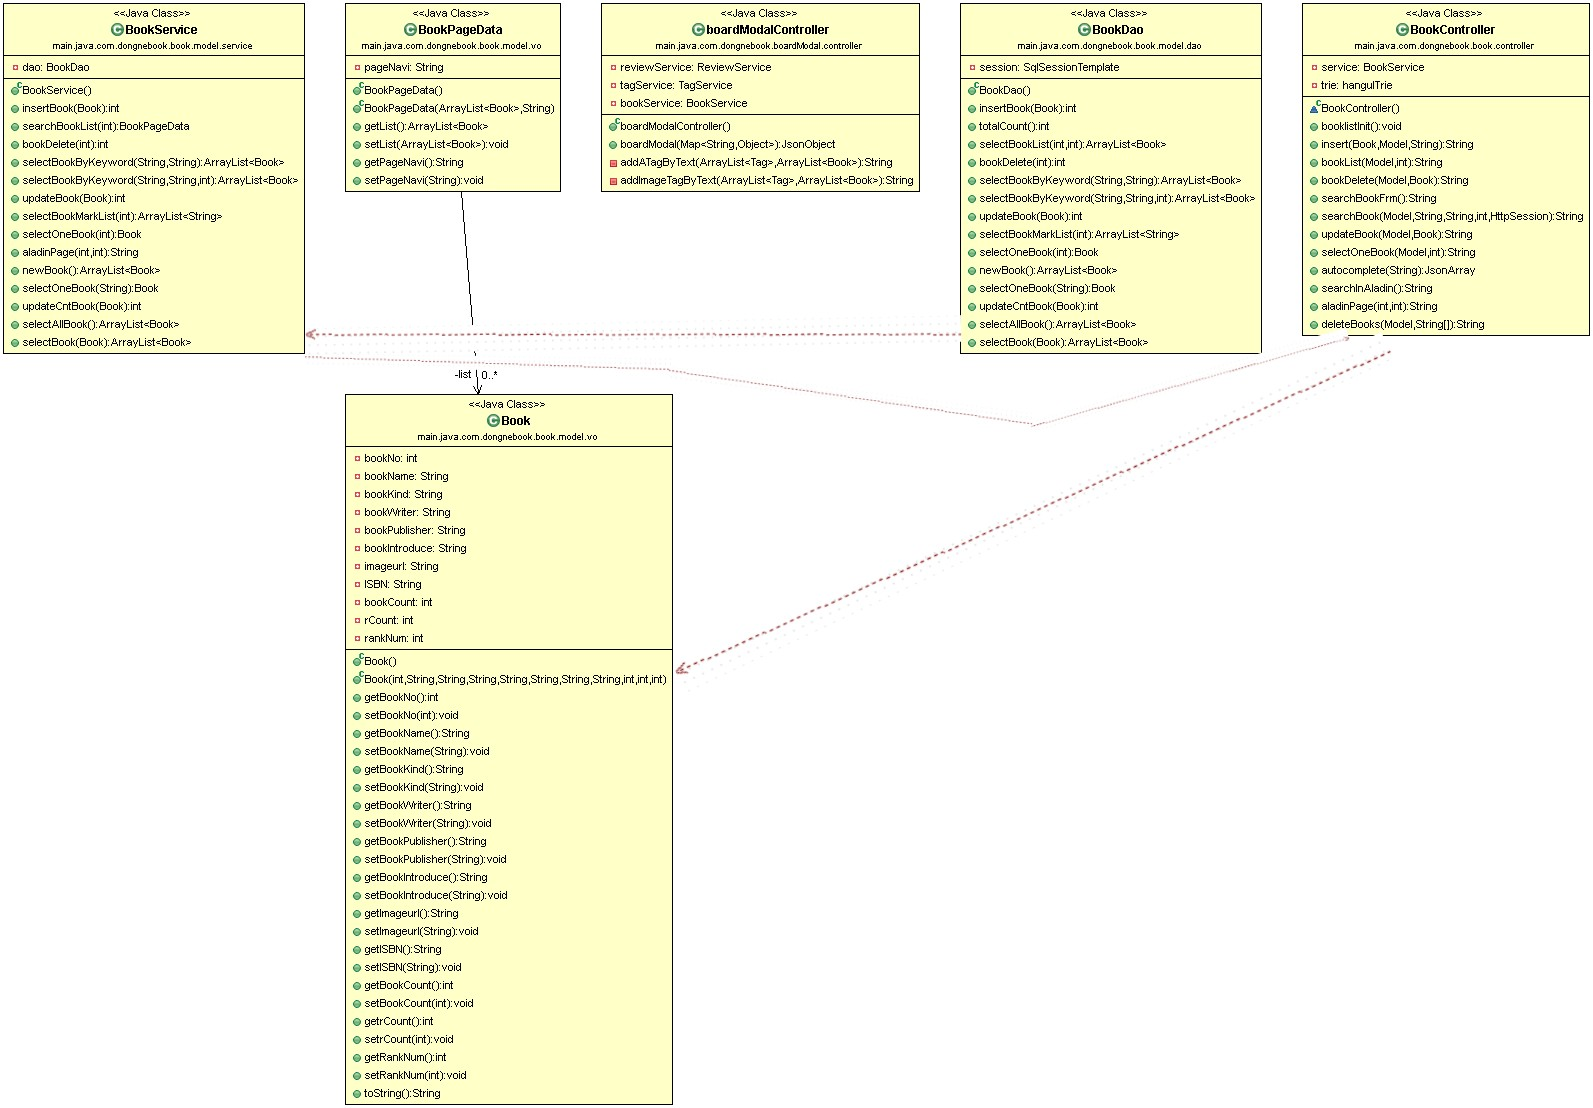 <<Java Class>>
BookService
main.java.com.dongnebook.book.model.service
dao: BookDao
BookService()
insertBook(Book):int
searchBookList(int):BookPageData
bookDelete(int):int
selectBookByKeyword(String,String):ArrayList<Book>
selectBookByKeyword(String,String,int):ArrayList<Book>
updateBook(Book):int
selectBookMarkList(int):ArrayList<String>
selectOneBook(int):Book
aladinPage(int,int):String
newBook():ArrayList<Book>
selectOneBook(String):Book
updateCntBook(Book):int
selectAllBook():ArrayList<Book>
selectBook(Book):ArrayList<Book>
<<Java Class>>
BookPageData
main.java.com.dongnebook.book.model.vo
pageNavi: String
BookPageData()
BookPageData(ArrayList<Book>,String)
getList():ArrayList<Book>
setList(ArrayList<Book>):void
getPageNavi():String
setPageNavi(String):void
<<Java Class>>
boardModalController
main.java.com.dongnebook.boardModal.controller
reviewService: ReviewService
tagService: TagService
bookService: BookService
boardModalController()
boardModal(Map<String,Object>):JsonObject
addATagByText(ArrayList<Tag>,ArrayList<Book>):String
addImageTagByText(ArrayList<Tag>,ArrayList<Book>):String
<<Java Class>>
BookDao
main.java.com.dongnebook.book.model.dao
session: SqlSessionTemplate
BookDao()
insertBook(Book):int
totalCount():int
selectBookList(int,int):ArrayList<Book>
bookDelete(int):int
selectBookByKeyword(String,String):ArrayList<Book>
selectBookByKeyword(String,String,int):ArrayList<Book>
updateBook(Book):int
selectBookMarkList(int):ArrayList<String>
selectOneBook(int):Book
newBook():ArrayList<Book>
selectOneBook(String):Book
updateCntBook(Book):int
selectAllBook():ArrayList<Book>
selectBook(Book):ArrayList<Book>
<<Java Class>>
BookController
main.java.com.dongnebook.book.controller
service: BookService
trie: hangulTrie
BookController()
booklistInit():void
insert(Book,Model,String):String
bookList(Model,int):String
bookDelete(Model,Book):String
searchBookFrm():String
searchBook(Model,String,String,int,HttpSession):String
updateBook(Model,Book):String
selectOneBook(Model,int):String
autocomplete(String):JsonArray
searchInAladin():String
aladinPage(int,int):String
deleteBooks(Model,String[]):String
-list 0..*
<<Java Class>>
Book
main.java.com.dongnebook.book.model.vo
bookNo: int
bookName: String
bookKind: String
bookWriter: String
bookPublisher: String
bookIntroduce: String
imageurl: String
ISBN: String
bookCount: int
rCount: int
rankNum: int
Book()
Book(int,String,String,String,String,String,String,String,int,int,int)
getBookNo():int
setBookNo(int):void
getBookName():String
setBookName(String):void
getBookKind():String
setBookKind(String):void
getBookWriter():String
setBookWriter(String):void
getBookPublisher():String
setBookPublisher(String):void
getBookIntroduce():String
setBookIntroduce(String):void
getImageurl():String
setImageurl(String):void
getISBN():String
setISBN(String):void
getBookCount():int
setBookCount(int):void
getrCount():int
setrCount(int):void
getRankNum():int
setRankNum(int):void
toString():String